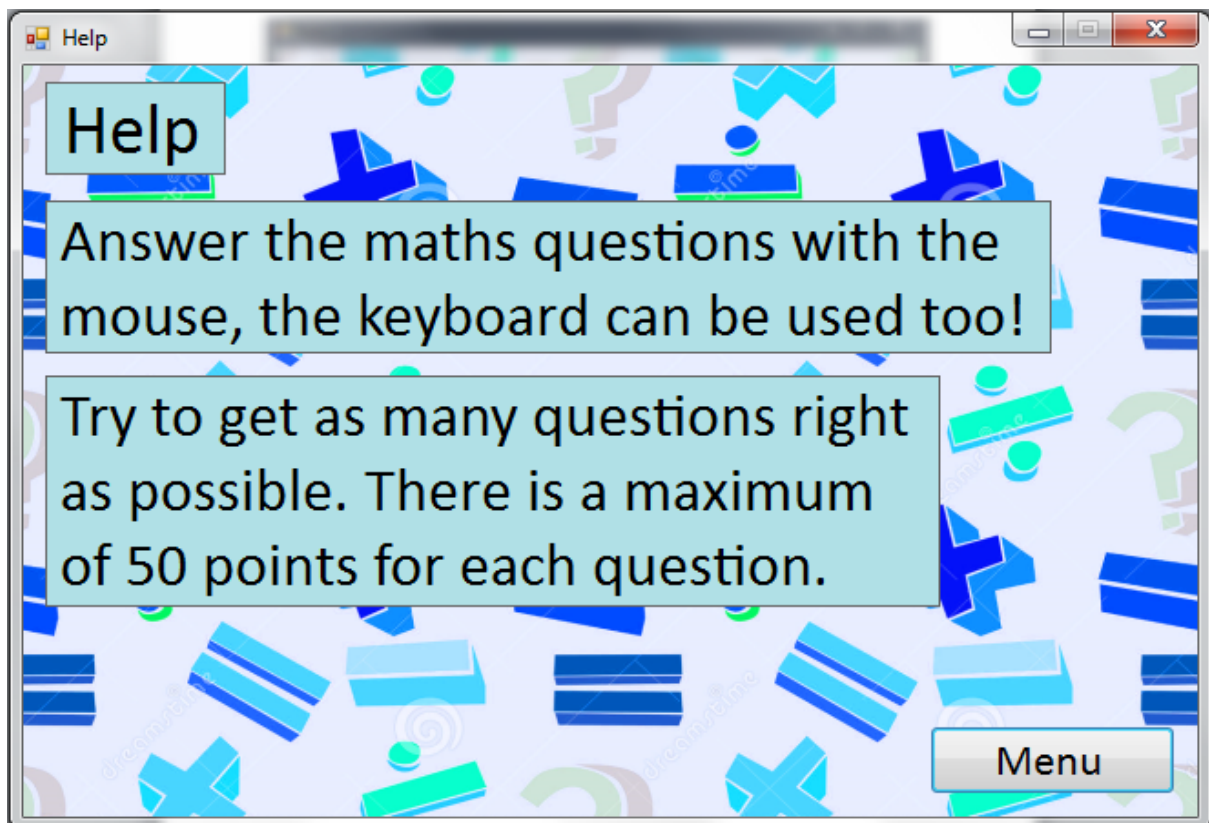 Help
Help
Answer the maths questions with the
mouse, the keyboard can be used too!
Try to get as many questions right
as possible. There is a maximum
of 50 points for each question.
dreamstime
Menu